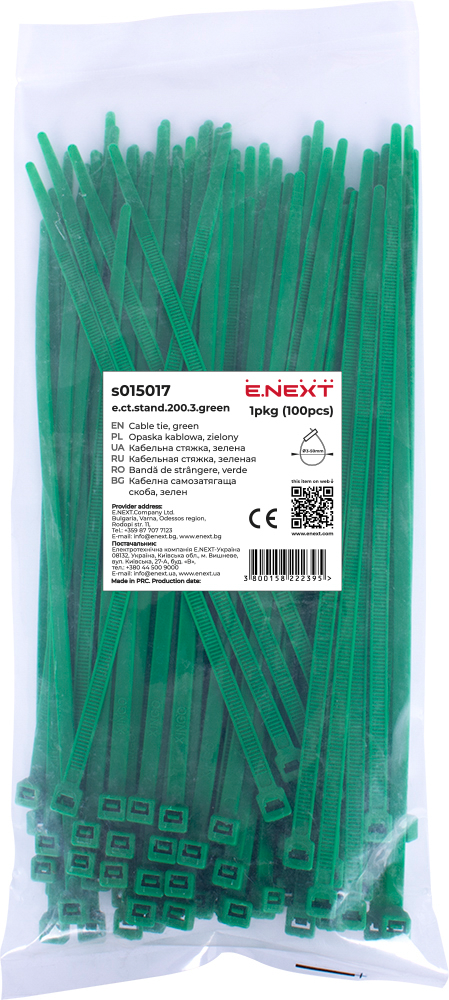 s015017
E.NEXT
e.ct.stand.200.3.green
1pkg (100pcs)
EN Cable tie, green
PL Opaska kablowa, zielony
UA Кабельна стяжка, зелена
RU Кабельная стяжка, зеленая
RO Bandă de strângere, verde
BG Кабелна самозатягаща
скоба, зелен
Ø3-50mm
this item on web
Provider address:
E.NEXT.Company Ltd.
Bulgaria, Varna, Odessos region,
Rodopi str. 11,
Tel.: +359 87 707 7123
E-mail: info@enext.bg, www.enext.bg
CE
www.enext.com
Постачальник:
Електротехнічна компанія E.NEXT-Україна
08132, Україна, Київська обл., м. Вишневе,
вул. Київська, 27-А, буд. «В»,
тел.: +380 44 500 9000
E-mail: info@enext.ua, www.enext.ua
Made in PRC. Production date:
3 800158 222395 >